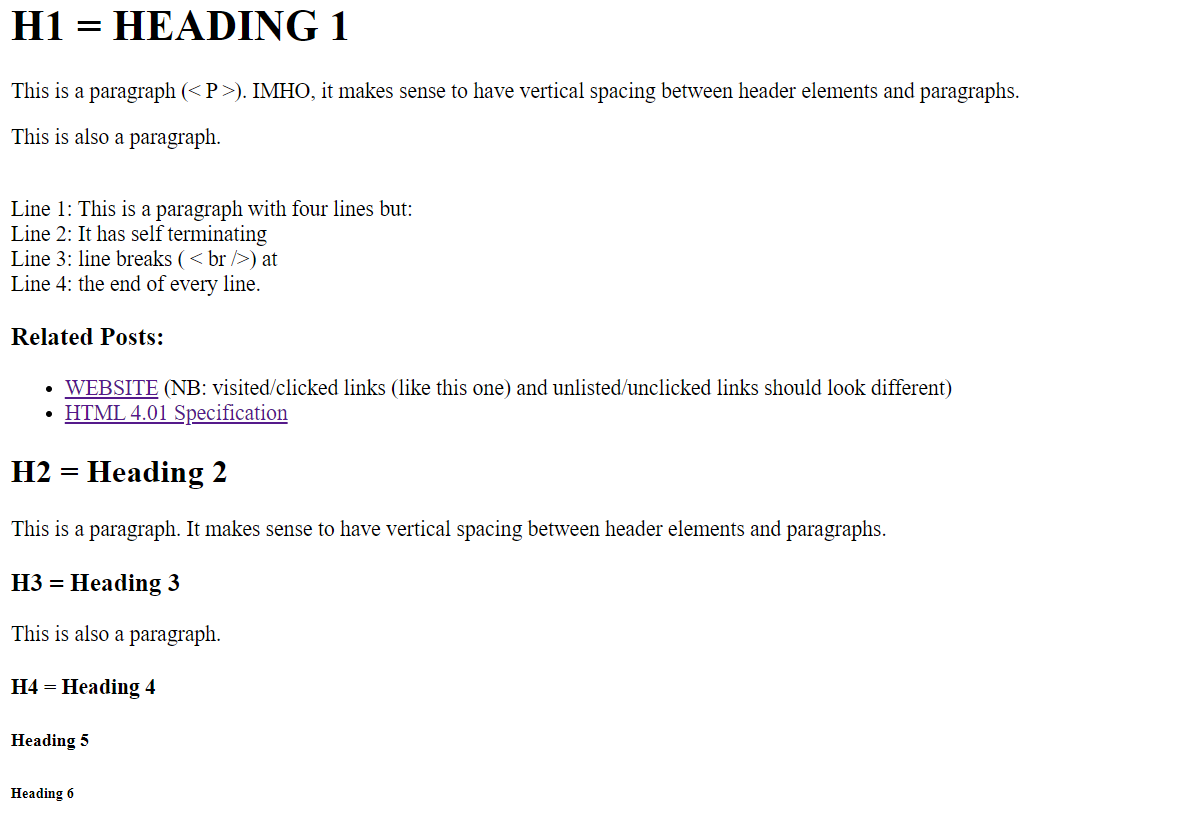 H1 = HEADING 1
This is a paragraph (< P >). IMHO, it makes sense to have vertical spacing between header elements and paragraphs.
This is also a paragraph.
Line 1: This is a paragraph with four lines but:
Line 2: It has self terminating
Line 3: line breaks ( < br />) at
Line 4: the end of every line.
Related Posts:
• WEBSITE (NB: visited/clicked links (like this one) and unlisted/unclicked links should look different)
• HTML 4.01 Specification
H2 = Heading 2
This is a paragraph. It makes sense to have vertical spacing between header elements and paragraphs.
H3 = Heading 3
This is also a paragraph.
H4 = Heading 4
Heading 5
Heading 6